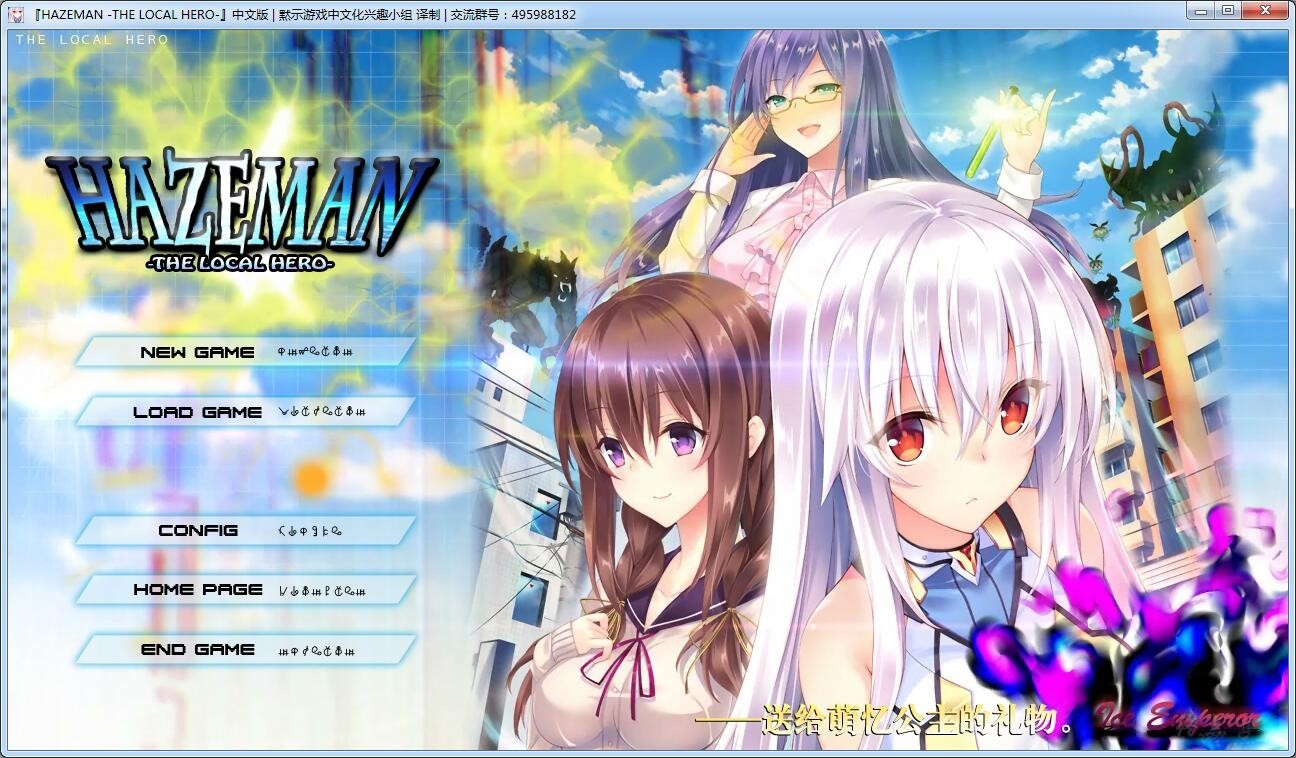 『HAZEMAN -THE LOCAL HERO-』中文版 | 默示游戏中文化兴趣小组 译制 | 交流群号：495988182
THE LOCAL HERO
HAZEMAN
-THE LOCAL HERO-
NEW GAME
LOAD GAME
CONFIG
HOME PAGE
END GAME
——送给萌忆公主的礼物。
Ice Emperor